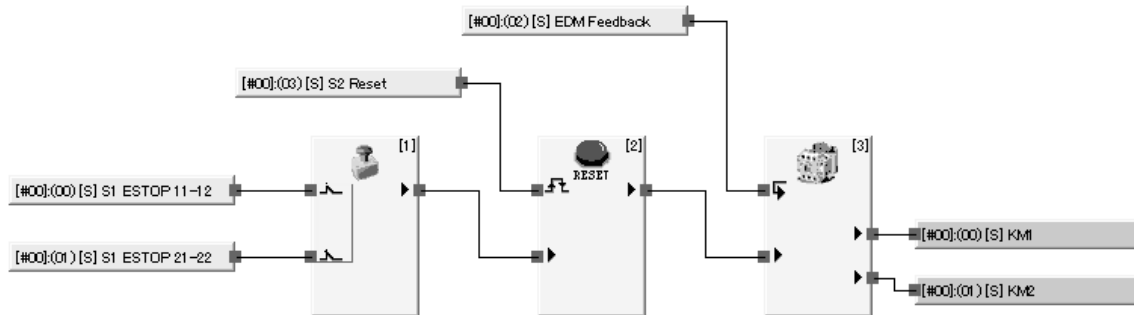 [#00]:(02) [S] EDM Feedback
[#00]:(03) [S] S2 Reset
[1]
[2]
[3]
RESET
[#00]:(00) [S] S1 ESTOP 11-12
[#00]:(00) [S] KM1
[#00]:(01) [S] S1 ESTOP 21-22
[#00]:(01) [S] KM2